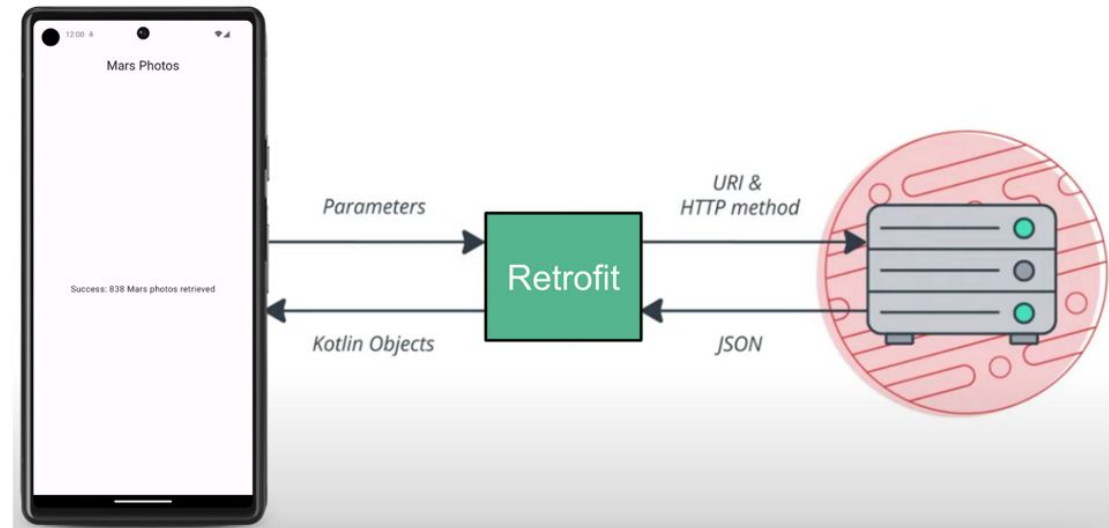 12:00
Mars Photos
Success: 838 Mars photos retrieved
Parameters
Kotlin Objects
Retrofit
URI &
HTTP method
JSON